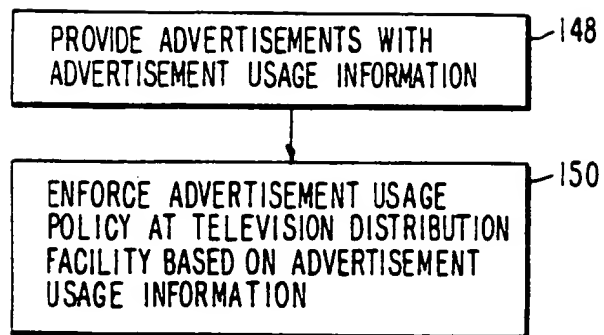 PROVIDE ADVERTISEMENTS WITH
ADVERTISEMENT USAGE INFORMATION
148
ENFORCE ADVERTISEMENT USAGE
POLICY AT TELEVISION DISTRIBUTION
FACILITY BASED ON ADVERTISEMENT
USAGE INFORMATION
150